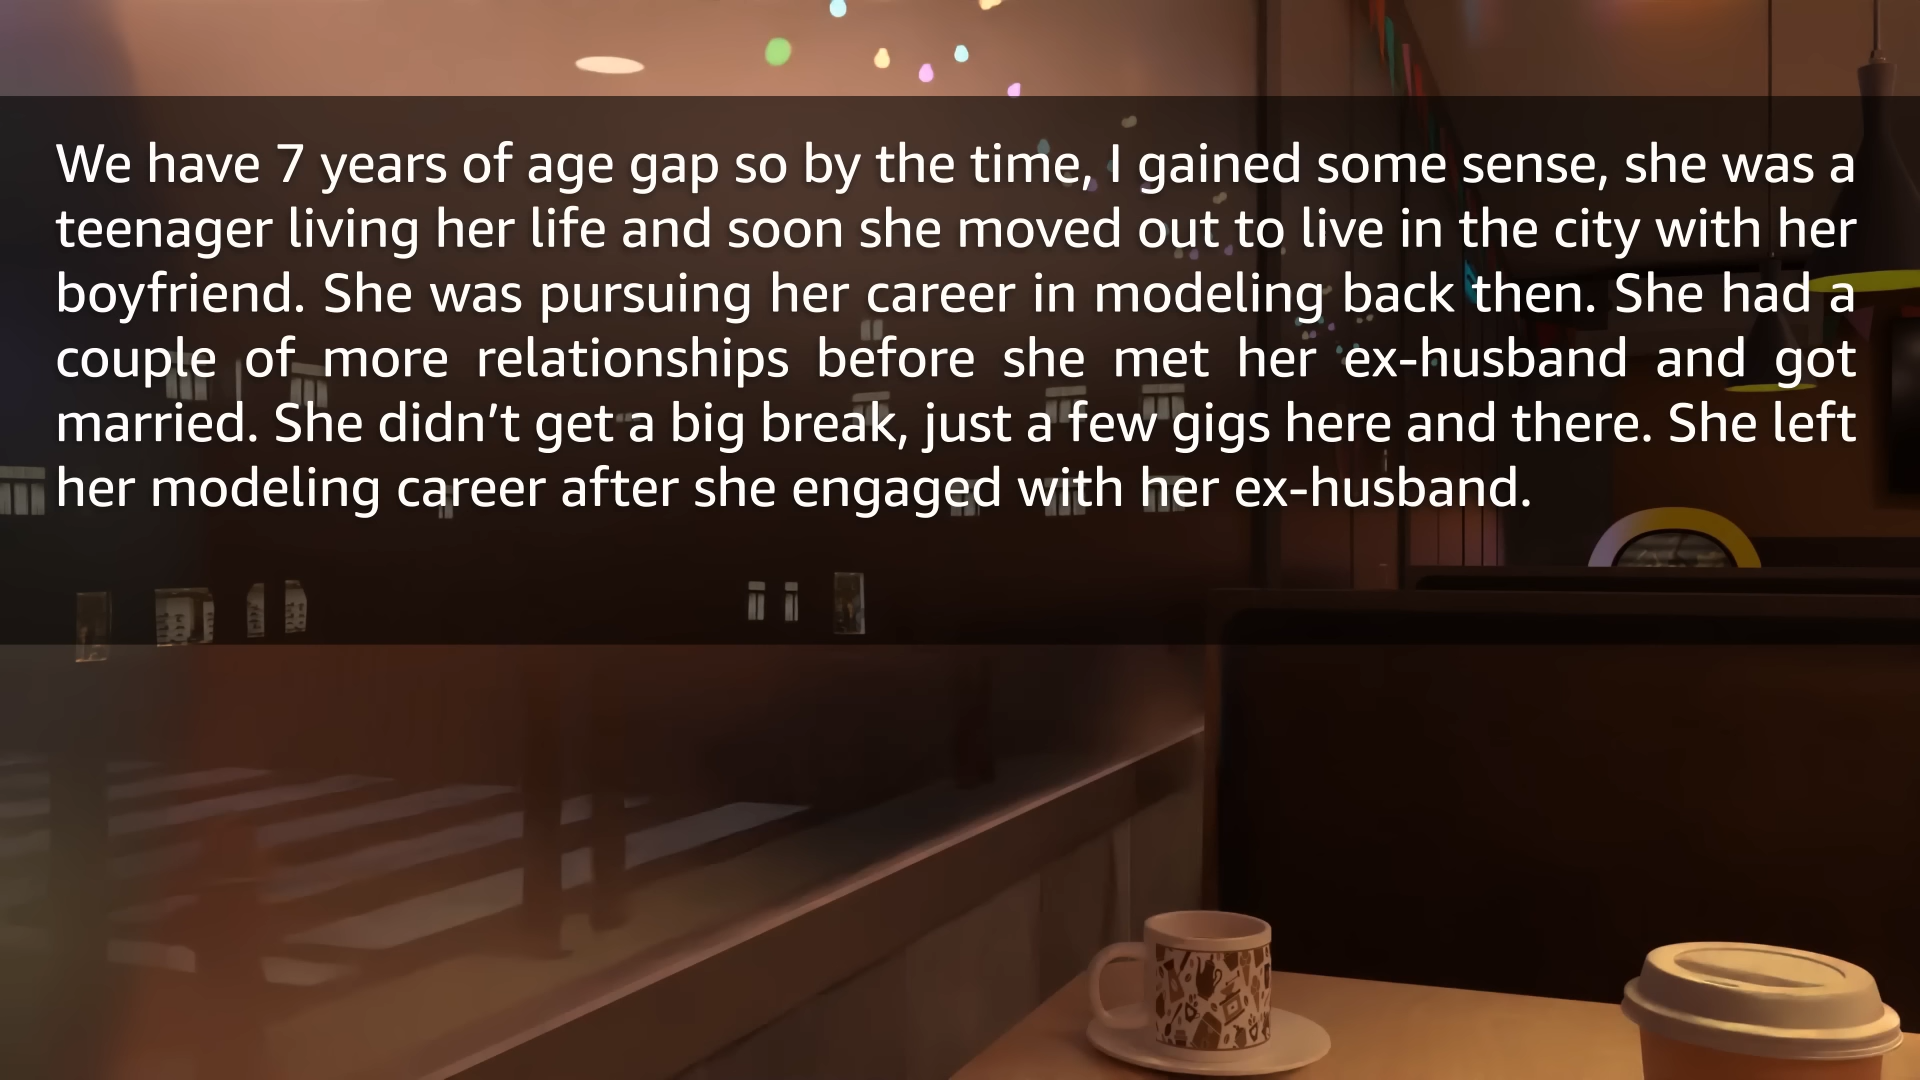 We have 7 years of age gap so by the time, I gained some sense, she was a
teenager living her life and soon she moved out to live in the city with her
boyfriend. She was pursuing her career in modeling back then. She had a
couple of more relationships before she met her ex-husband and got
married. She didn’t get a big break, just a few gigs here and there. She left
her modeling career after she engaged with her ex-husband.